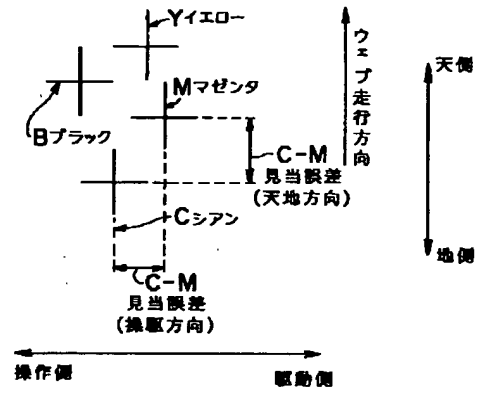 Yイエロー
Mマゼンタ
Bブラック
ウェブ走行方向
天側
C-M
見当誤差
(天地方向)
Cシアン
地側
C-M
見当誤差
(操駆方向)
操作側
駆動側